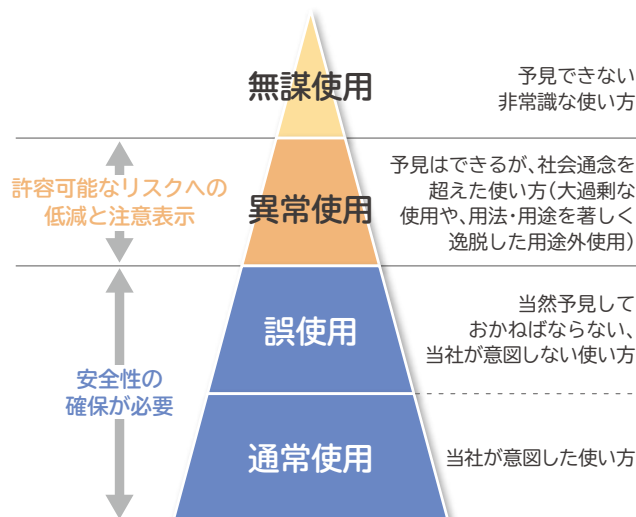 無謀使用
予見できない
非常識な使い方
許容可能なリスクへの
低減と注意表示
異常使用
予見はできるが、社会通念を
超えた使い方（大過剰な
使用や、用法・用途を著しく
逸脱した用途外使用）
安全性の
確保が必要
誤使用
当然予見して
おかねばならない、
当社が意図しない使い方
通常使用
当社が意図した使い方